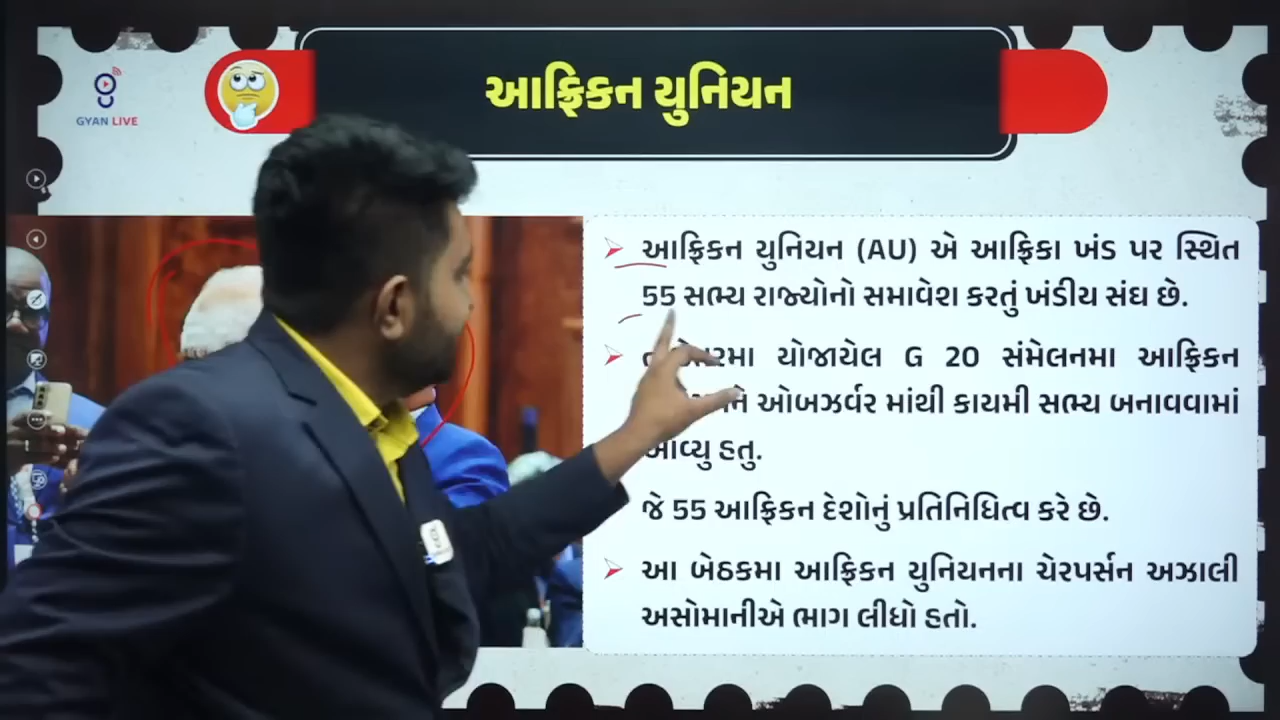 GYAN LIVE
આફ્રિકન યુનિયન
આફ્રિકન યુનિયન (AU) એ આફ્રિકા ખંડ પર સ્થિત
55 સભ્ય રાજ્યોનો સમાવેશ કરતું ખંડીય સંઘ છે.
યોજાયેલ G 20 સંમેલનમા આફ્રિકન
ઓબઝર્વર માંથી કાયમી સભ્ય બનાવવામાં
આવ્યુ હતુ.
જે 55 આફ્રિકન દેશોનું પ્રતિનિધિત્વ કરે છે.
આ બેઠકમા આફ્રિકન યુનિયનના ચેરપર્સન અઝાલી
અસોમાનીએ ભાગ લીધો હતો.